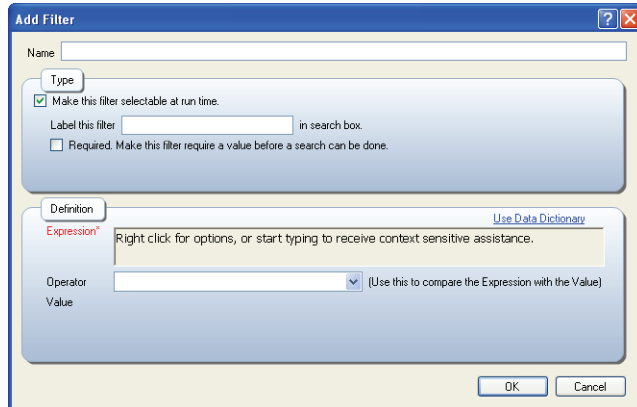 Add Filter
Name
Type
Make this filter selectable at run time.
Label this filter in search box.
Required. Make this filter require a value before a search can be done.
Definition
Use Data Dictionary
Expression*
Right click for options, or start typing to receive context sensitive assistance.
Operator (Use this to compare the Expression with the Value)
Value
OK Cancel